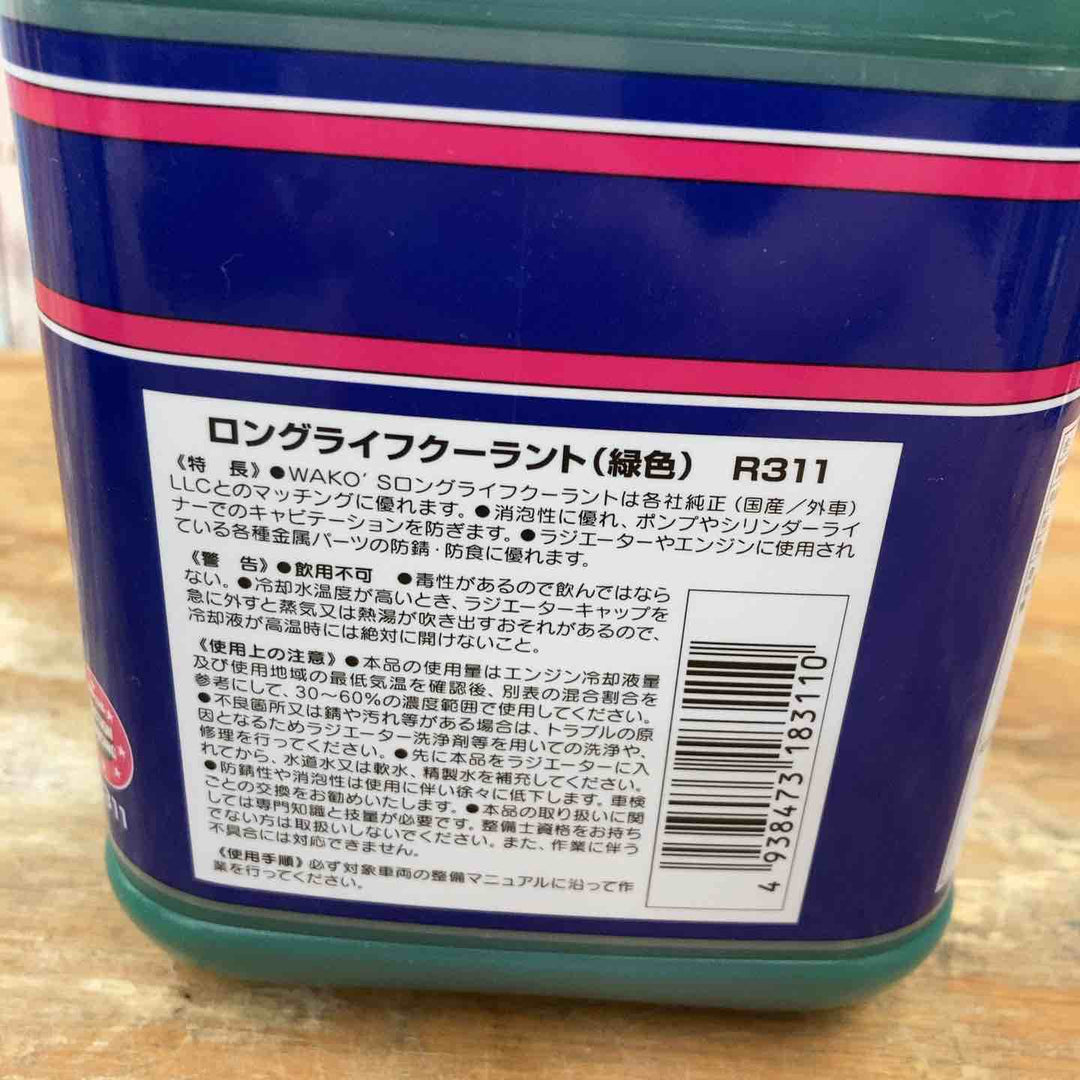 ロングライフクーラント(緑色) R311
《特 長》●WAKO'Sロングライフクーラントは各社純正(国産/外車)
LLCとのマッチングに優れます。●消泡性に優れ、ポンプやシリンダーライ
ナーでのキャビテーションを防ぎます。●ラジエーターやエンジンに使用され
ている各種金属パーツの防錆・防食に優れます。
《警 告》●飲用不可 ●毒性があるので飲んではなら
ない。●冷却水温度が高いとき、ラジエーターキャップを
急に外すと蒸気又は熱湯が吹き出すおそれがあるので、
冷却液が高温時には絶対に開けないこと。
《使用上の注意》●本品の使用量はエンジン冷却液量
及び使用地域の最低気温を確認後、別表の混合割合を
参考にして、30～60%の濃度範囲で使用してください。
●不良箇所又は錆や汚れ等がある場合は、トラブルの原
因となるためラジエーター洗浄剤等を用いての洗浄や、
修理を行ってください。●先に本品をラジエーターに入
れてから、水道水又は軟水、精製水を補充してください。
●防錆性や消泡性は使用に伴い徐々に低下します。車検
ごとの交換をお勧めいたします。●本品の取り扱いに関
しては専門知識と技量が必要です。整備士資格をお持ち
でない方は取扱いしないでください。また、作業に伴う
不具合には対応できません。
《使用手順》必ず対象車両の整備マニュアルに沿って作
業を行ってください。
4 938473 183110
311